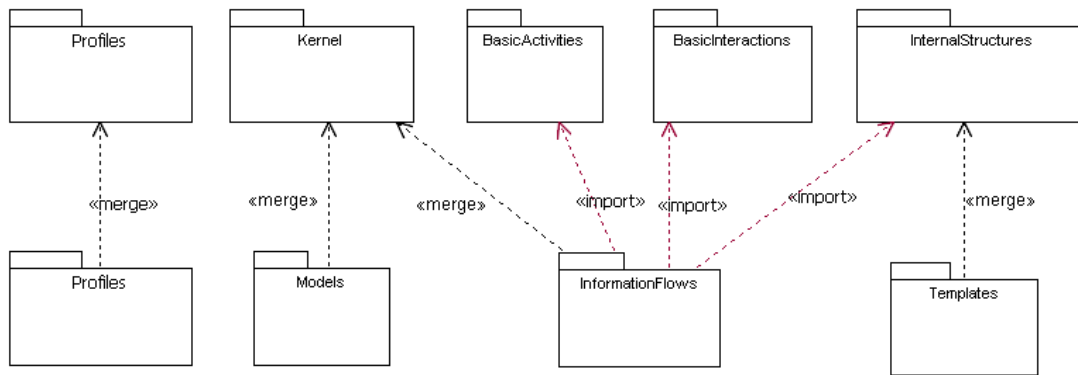 Profiles
Kernel
BasicActivities
BasicInteractions
InternalStructures
«merge»
«merge»
«merge»
«import»
«import»
«import»
«merge»
Profiles
Models
InformationFlows
Templates